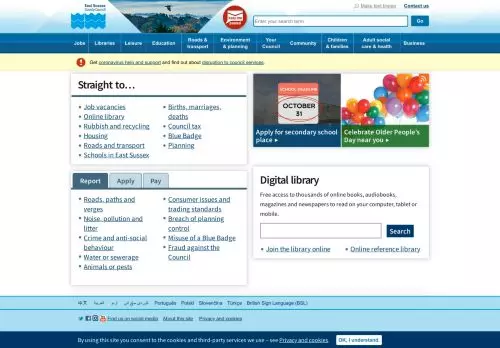 East Sussex
County Council
Make text bigger
Contact us
Enter your search term
Go
Jobs
Libraries
Leisure
Education
Roads & transport
Environment & planning
Your Council
Community
Children & families
Adult social care & health
Business
Get coronavirus help and support and find out about disruption to council services.
Straight to…
Job vacancies
Online library
Rubbish and recycling
Housing
Roads and transport
Schools in East Sussex
Births, marriages, deaths
Council tax
Blue Badge
Planning
SCHOOL DEADLINE
OCTOBER
31
Apply for secondary school place
Celebrate Older People's Day near you
Report
Apply
Pay
Roads, paths and verges
Noise, pollution and litter
Crime and anti-social behaviour
Water or sewerage
Animals or pests
Consumer issues and trading standards
Breach of planning control
Misuse of a Blue Badge
Fraud against the Council
Digital library
Free access to thousands of online books, audiobooks,
magazines and newspapers to read on your computer, tablet or
mobile.
Search
Join the library online
Online reference library
中文 العربية اردو Português Polski Slovenčina Türkçe British Sign Language (BSL)
Find us on social media
About this site
Privacy and cookies
By using this site you consent to the cookies and third-party services we use – see Privacy and cookies
OK, I understand.